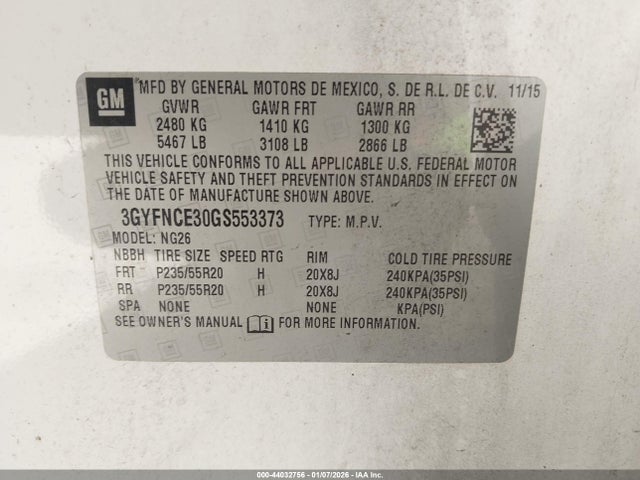 GM
MFD BY GENERAL MOTORS DE MEXICO, S. DE R.L. DE C.V. 11/15
GVWR GAWR FRT GAWR RR
2480 KG 1410 KG 1300 KG
5467 LB 3108 LB 2866 LB
THIS VEHICLE CONFORMS TO ALL APPLICABLE U.S. FEDERAL MOTOR
VEHICLE SAFETY AND THEFT PREVENTION STANDARDS IN EFFECT ON
THE DATE OF MANUFACTURE SHOWN ABOVE.
3GYFNCE30GS553373 TYPE: M.P.V.
MODEL: NG26
NBBH TIRE SIZE SPEED RTG RIM COLD TIRE PRESSURE
FRT P235/55R20 H 20X8J 240KPA(35PSI)
RR P235/55R20 H 20X8J 240KPA(35PSI)
SPA NONE NONE KPA(PSI)
SEE OWNER'S MANUAL FOR MORE INFORMATION.
000-44032756 - 01/07/2026 - IAA Inc.